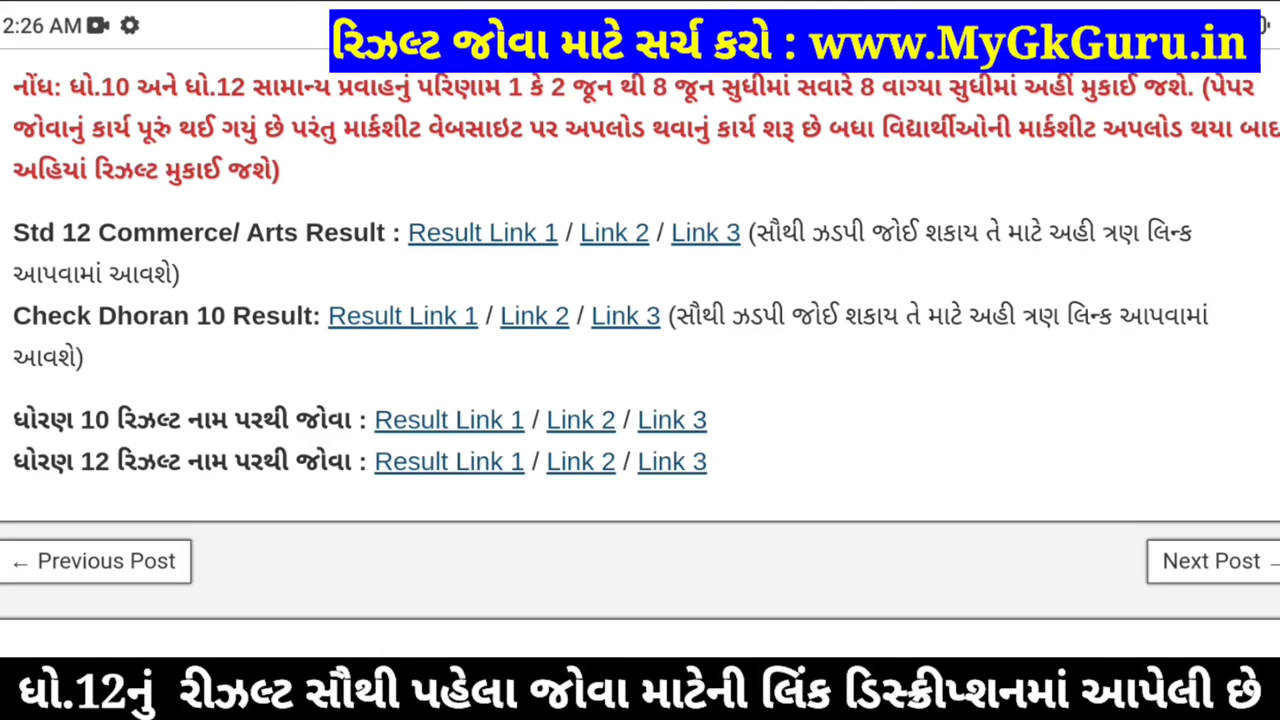 2:26 AM
રિઝલ્ટ જોવા માટે સર્ચ કરો : www.MyGkGuru.in
નોંધ: ધો.10 અને ધો.12 સામાન્ય પ્રવાહનું પરિણામ 1 કે 2 જૂન થી 8 જૂન સુધીમાં સવારે 8 વાગ્યા સુધીમાં અહીં મુકાઈ જશે. (પેપર
જોવાનું કાર્ય પૂરું થઈ ગયું છે પરંતુ માર્કશીટ વેબસાઇટ પર અપલોડ થવાનું કાર્ય શરૂ છે બધા વિદ્યાર્થીઓની માર્કશીટ અપલોડ થયા બાદ
અહિયાં રિઝલ્ટ મુકાઈ જશે)
Std 12 Commerce/ Arts Result : Result Link 1 / Link 2 / Link 3 (સૌથી ઝડપી જોઈ શકાય તે માટે અહી ત્રણ લિન્ક
આપવામાં આવશે)
Check Dhoran 10 Result: Result Link 1 / Link 2 / Link 3 (સૌથી ઝડપી જોઈ શકાય તે માટે અહી ત્રણ લિન્ક આપવામાં
આવશે)
ધોરણ 10 રિઝલ્ટ નામ પરથી જોવા : Result Link 1 / Link 2 / Link 3
ધોરણ 12 રિઝલ્ટ નામ પરથી જોવા : Result Link 1 / Link 2 / Link 3
← Previous Post
Next Post →
ધો.12નું રીઝલ્ટ સૌથી પહેલા જોવા માટેની લિંક ડિસ્ક્રીપ્શનમાં આપેલી છે